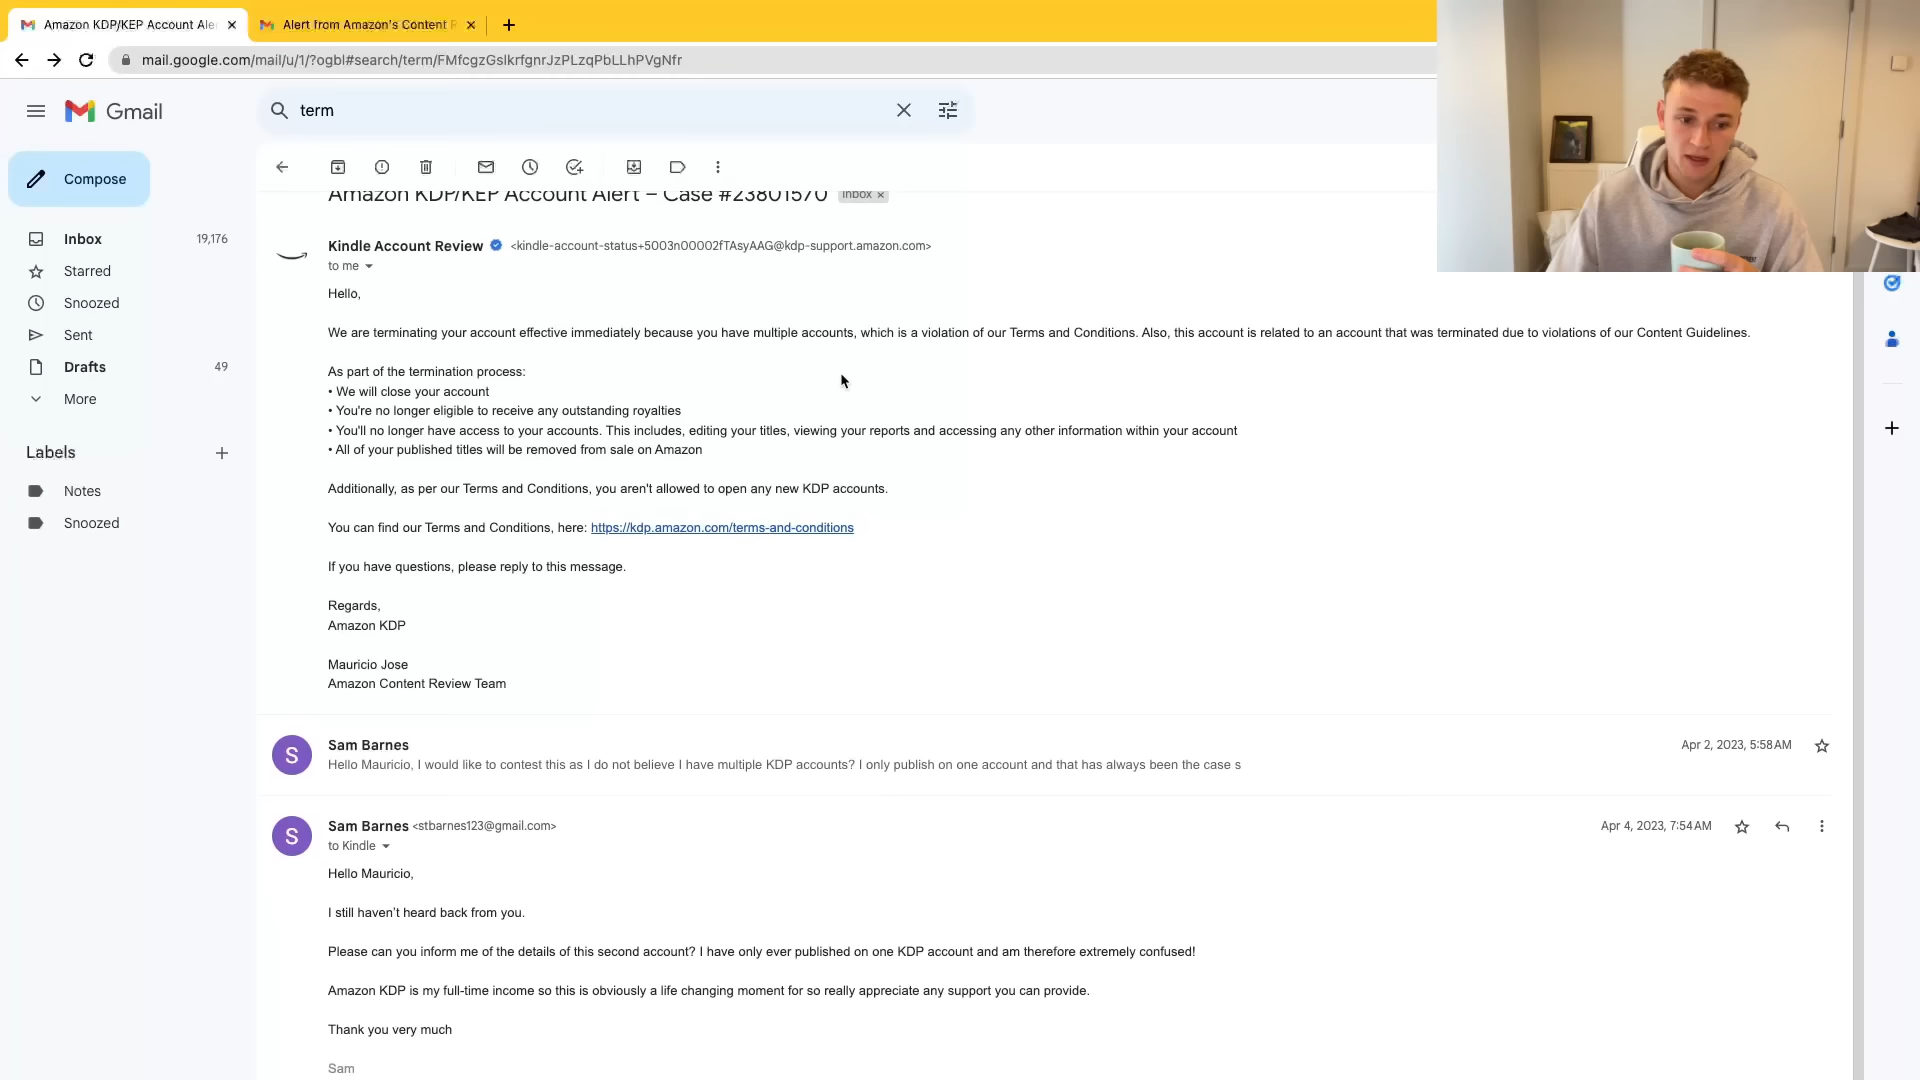 Amazon KDP/KEP Account Ale
Alert from Amazon's Content R
mail.google.com/mail/u/1/?ogbl#search/term/FMfcgzGslkrfgnrJzPLzqPbLLhPVgNfr
Gmail
term
Compose
Inbox 19,176
Starred
Snoozed
Sent
Drafts 49
More
Labels
Notes
Snoozed
Amazon KDP/KEP Account Alert – Case #23801570 Inbox
Kindle Account Review <kindle-account-status+5003n00002fTAsyAAG@kdp-support.amazon.com>
to me
Hello,
We are terminating your account effective immediately because you have multiple accounts, which is a violation of our Terms and Conditions. Also, this account is related to an account that was terminated due to violations of our Content Guidelines.
As part of the termination process:
• We will close your account
• You're no longer eligible to receive any outstanding royalties
• You'll no longer have access to your accounts. This includes, editing your titles, viewing your reports and accessing any other information within your account
• All of your published titles will be removed from sale on Amazon
Additionally, as per our Terms and Conditions, you aren't allowed to open any new KDP accounts.
You can find our Terms and Conditions, here: https://kdp.amazon.com/terms-and-conditions
If you have questions, please reply to this message.
Regards,
Amazon KDP
Mauricio Jose
Amazon Content Review Team
S
Sam Barnes Apr 2, 2023, 5:58 AM
Hello Mauricio, I would like to contest this as I do not believe I have multiple KDP accounts? I only publish on one account and that has always been the case s
S
Sam Barnes <stbarnes123@gmail.com> Apr 4, 2023, 7:54 AM
to Kindle
Hello Mauricio,
I still haven't heard back from you.
Please can you inform me of the details of this second account? I have only ever published on one KDP account and am therefore extremely confused!
Amazon KDP is my full-time income so this is obviously a life changing moment for so really appreciate any support you can provide.
Thank you very much
Sam